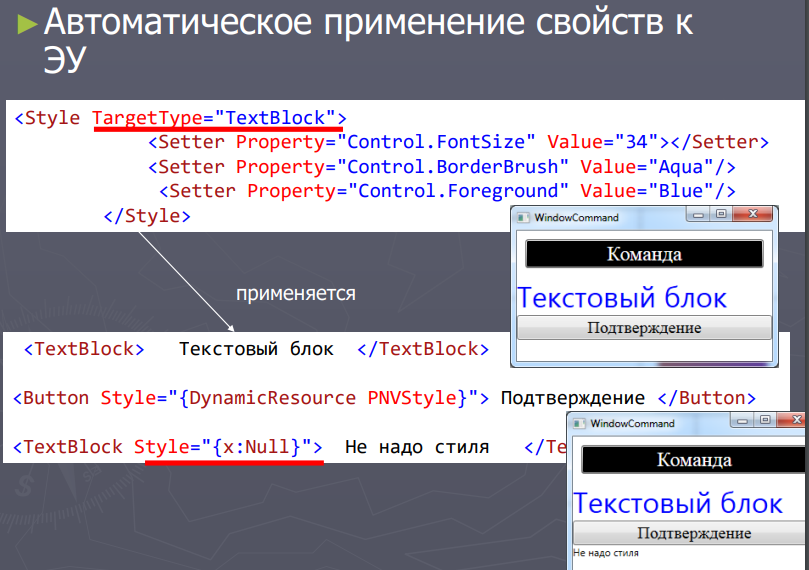 ►Автоматическое применение свойств к
ЭУ
<Style TargetType="TextBlock">
<Setter Property="Control.FontSize" Value="34"></Setter>
<Setter Property="Control.BorderBrush" Value="Aqua"/>
<Setter Property="Control.Foreground" Value="Blue"/>
</Style>
WindowCommand
Команда
Текстовый блок
Подтверждение
применяется
<TextBlock> Текстовый блок </TextBlock>
<Button Style="{DynamicResource PNVStyle}"> Подтверждение </Button>
<TextBlock Style="{x:Null}"> Не надо стиля </Te
WindowCommand
Команда
Текстовый блок
Подтверждение
Не надо стиля